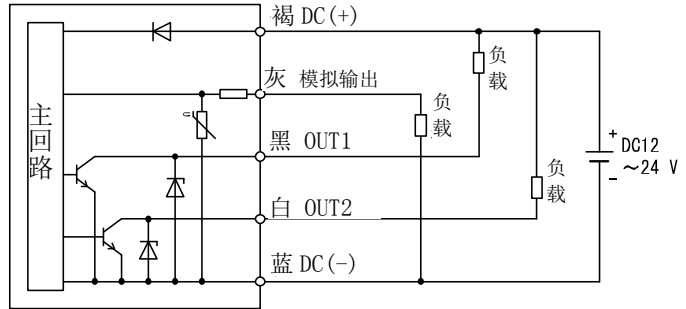 褐 DC(+)
灰 模拟输出
负载
负载
主回路
黑 OUT1
+
DC12
～24 V
-
负载
白 OUT2
蓝 DC(-)